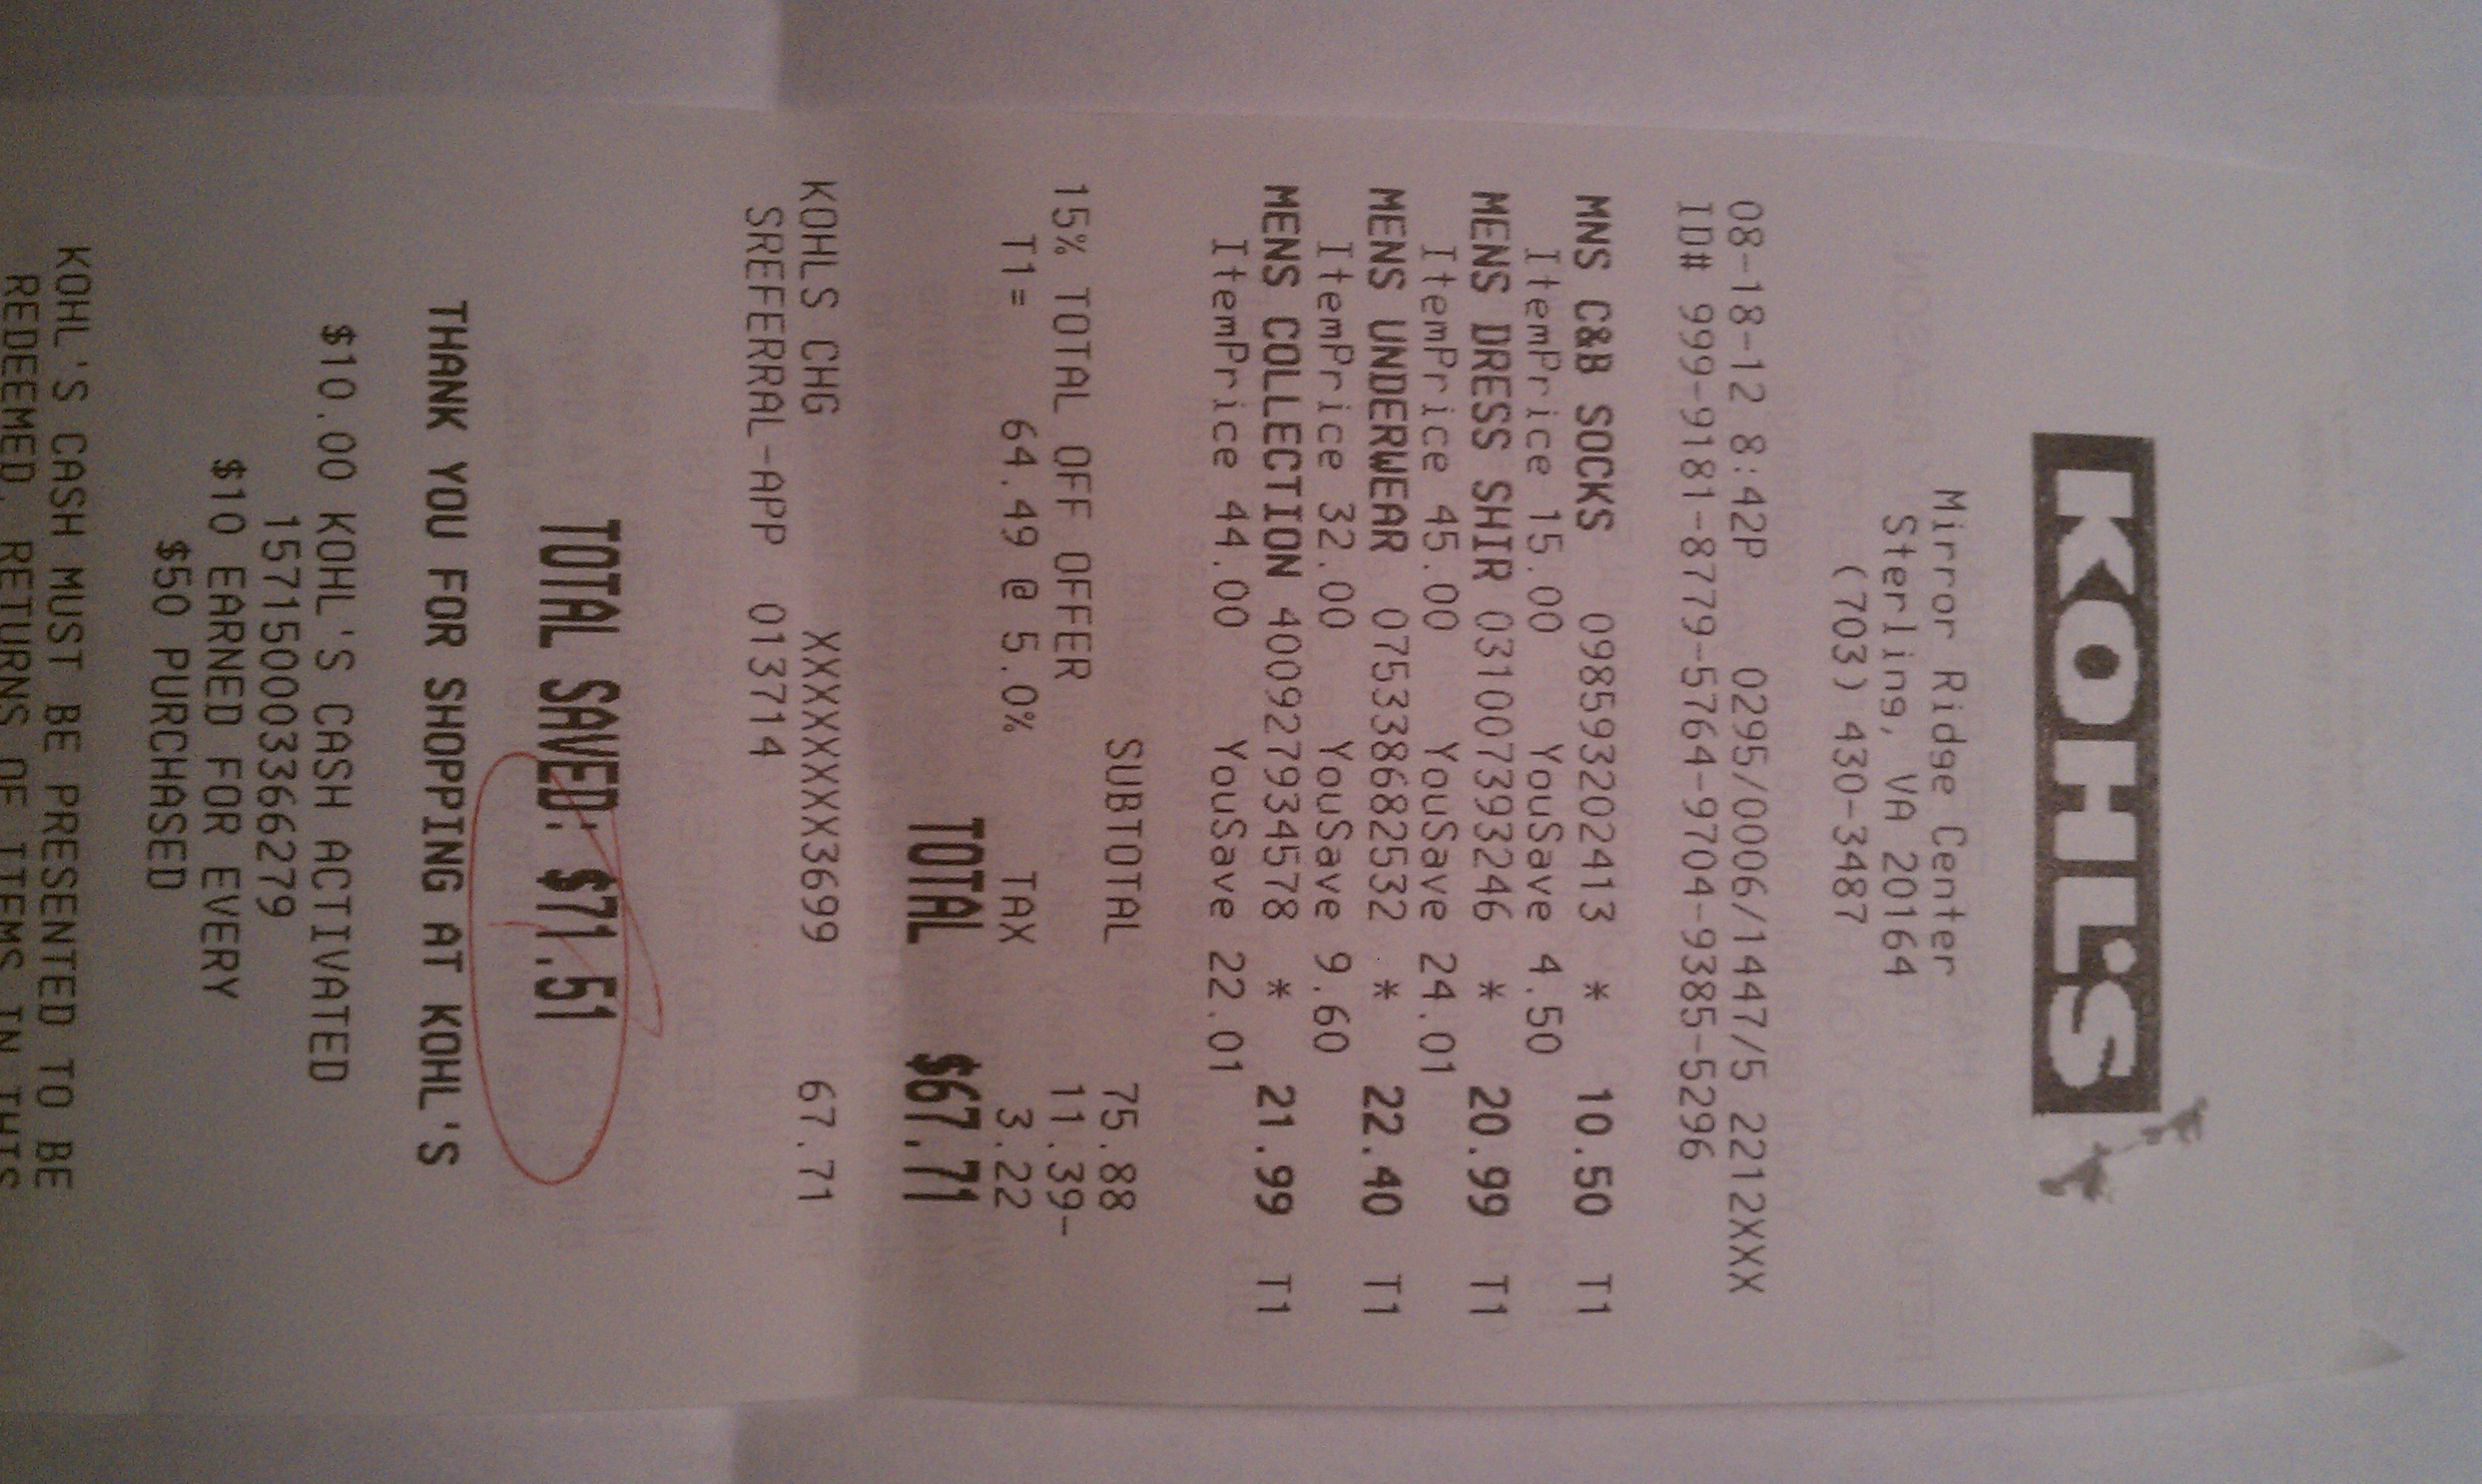 KOHL'S
Mirror Ridge Center
Sterling, VA 20164
(703) 430-3487
08-18-12 8:42P 0295/0006/1447/5 2212XXX
ID# 999-9181-8779-5764-9704-9385-5296
MNS C&B SOCKS 098593202413 * 10.50 T1
ItemPrice 15.00 YouSave 4.50
MENS DRESS SHIR 031007393246 * 20.99 T1
ItemPrice 45.00 YouSave 24.01
MENS UNDERWEAR 075338682532 * 22.40 T1
ItemPrice 32.00 YouSave 9.60
MENS COLLECTION 400927934578 * 21.99 T1
ItemPrice 44.00 YouSave 22.01
SUBTOTAL 75.88
15% TOTAL OFF OFFER 11.39-
T1= 64.49 @ 5.0% TAX 3.22
TOTAL $67.71
KOHLS CHG XXXXXXXX3699 67.71
SREFERRAL-APP 013714
TOTAL SAVED: $71.51
THANK YOU FOR SHOPPING AT KOHL'S
$10.00 KOHL'S CASH ACTIVATED
157150003366279
$10 EARNED FOR EVERY
$50 PURCHASED
KOHL'S CASH MUST BE PRESENTED TO BE
REDEEMED. RETURNS OF ITEMS IN THIS